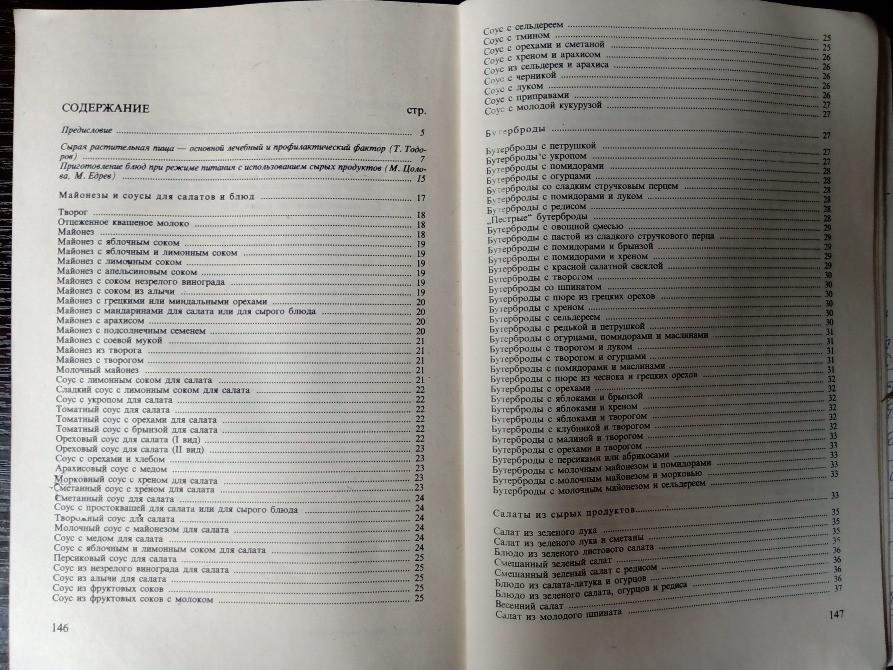 СОДЕРЖАНИЕ стр.
Предисловие 5
Сырая растительная пища — основной лечебный и профилактический фактор (Т. Тодо-
ров) 7
Приготовление блюд при режиме питания с использованием сырых продуктов (М. Цоло-
ва, М. Едрев) 15
Майонезы и соусы для салатов и блюд 17
Творог 18
Отцеженное квашеное молоко 18
Майонез 18
Майонез с яблочным соком 19
Майонез с яблочным и лимонным соком 19
Майонез с лимонным соком 19
Майонез с апельсиновым соком 19
Майонез с соком незрелого винограда 19
Майонез с соком из алычи 19
Майонез с грецкими или миндальными орехами 20
Майонез с мандаринами для салата или для сырого блюда 20
Майонез с арахисом 20
Майонез с подсолнечным семенем 20
Майонез с соевой мукой 21
Майонез из творога 21
Майонез с творогом 21
Молочный майонез 21
Соус с лимонным соком для салата 21
Сладкий соус с лимонным соком для салата 22
Соус с укропом для салата 22
Томатный соус для салата 22
Томатный соус с орехами для салата 22
Томатный соус с брынзой для салата 22
Ореховый соус для салата (I вид) 22
Ореховый соус для салата (II вид) 23
Соус с орехами и хлебом 23
Арахисовый соус с медом 23
Морковный соус с хреном для салата 23
Сметанный соус с хреном для салата 23
Сметанный соус для салата 24
Соус с простоквашей для салата или для сырого блюда 24
Творожный соус для салата 24
Молочный соус с майонезом для салата 24
Соус с медом для салата 24
Соус с яблочным и лимонным соком для салата 24
Персиковый соус для салата 25
Соус из незрелого винограда для салата 25
Соус из алычи для салата 25
Соус из фруктовых соков 25
Соус из фруктовых соков с молоком 25
146
Соус с сельдереем 25
Соус с тмином 25
Соус с орехами и сметаной 26
Соус с хреном и арахисом 26
Соус из сельдерея и арахиса 26
Соус с черникой 26
Соус с луком 26
Соус с приправами 27
Соус с молодой кукурузой 27
Бутерброды 27
Бутерброды с петрушкой 27
Бутерброды с укропом 27
Бутерброды с помидорами 28
Бутерброды с огурцами 28
Бутерброды со сладким стручковым перцем 28
Бутерброды с помидорами и луком 28
Бутерброды с редисом 28
„Пестрые“ бутерброды 28
Бутерброды с овощной смесью 29
Бутерброды с пастой из сладкого стручкового перца 29
Бутерброды с помидорами и брынзой 29
Бутерброды с помидорами и хреном 29
Бутерброды с красной салатной свеклой 29
Бутерброды с творогом 30
Бутерброды со шпинатом 30
Бутерброды с пюре из грецких орехов 30
Бутерброды с хреном 30
Бутерброды с сельдереем 30
Бутерброды с редькой и петрушкой 31
Бутерброды с огурцами, помидорами и маслинами 31
Бутерброды с творогом и луком 31
Бутерброды с творогом и огурцами 31
Бутерброды с помидорами и маслинами 31
Бутерброды с пюре из чеснока и грецких орехов 32
Бутерброды с орехами 32
Бутерброды с яблоками и брынзой 32
Бутерброды с яблоками и хреном 32
Бутерброды с яблоками и творогом 32
Бутерброды с клубникой и творогом 32
Бутерброды с малиной и творогом 33
Бутерброды с орехами и творогом 33
Бутерброды с персиками или абрикосами 33
Бутерброды с молочным майонезом и помидорами 33
Бутерброды с молочным майонезом и морковью 33
Бутерброды с молочным майонезом и сельдереем 33
Салаты из сырых продуктов 35
Салат из зеленого лука 35
Салат из зеленого лука и сметаны 35
Блюдо из зеленого листового салата 35
Смешанный зеленый салат 36
Смешанный зеленый салат с редисом 36
Блюдо из салата-латука и огурцов 36
Блюдо из зеленого салата, огурцов и редиса 36
Весенний салат 37
Салат из молодого шпината
147